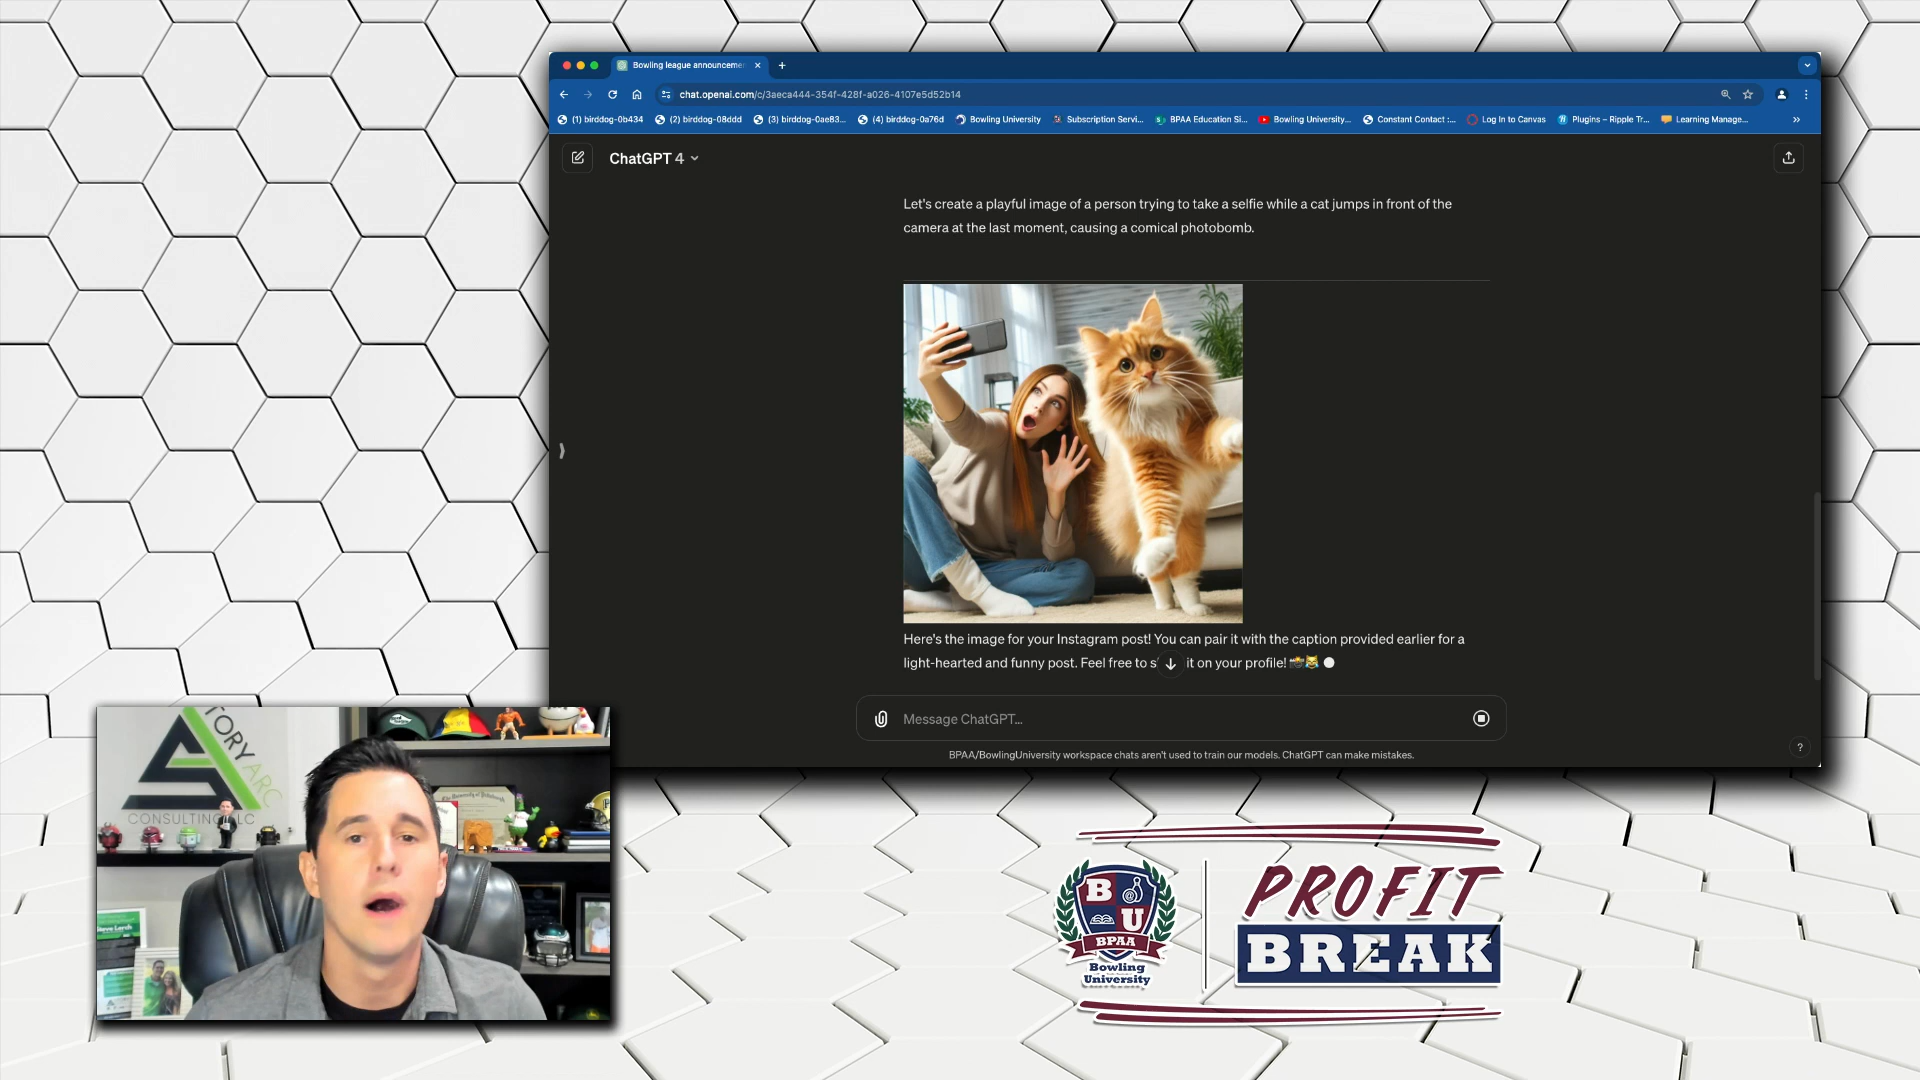 Bowling league announceme
chat.openai.com/c/3aeca444-354f-428f-a026-4107e5d52b14
(1) birddog-0b434
(2) birddog-08ddd
(3) birddog-0ae83...
(4) birddog-0a76d
Bowling University
Subscription Servi...
BPAA Education Si...
Bowling University...
Constant Contact :...
Log In to Canvas
Plugins – Ripple Tr...
Learning Manage...
ChatGPT 4
Let's create a playful image of a person trying to take a selfie while a cat jumps in front of the
camera at the last moment, causing a comical photobomb.
Here's the image for your Instagram post! You can pair it with the caption provided earlier for a
light-hearted and funny post. Feel free to s it on your profile! 📸😹
Message ChatGPT...
BPAA/BowlingUniversity workspace chats aren't used to train our models. ChatGPT can make mistakes.
?
TORY ARC
CONSULTING LLC
Steve Lerch
B U
BPAA
Bowling
University
PROFIT
BREAK